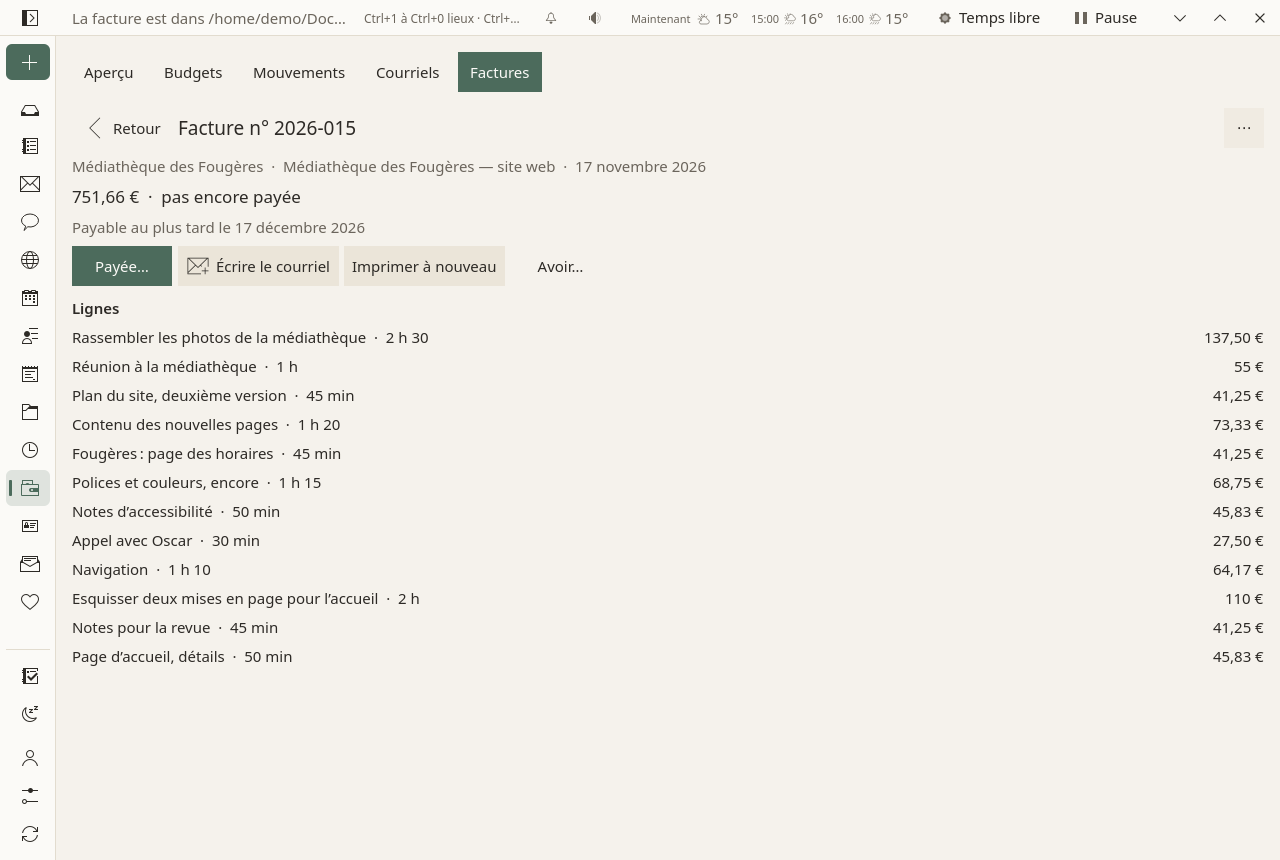 La facture est dans /home/demo/Doc...
Ctrl+1 à Ctrl+0 lieux · Ctrl+...
Maintenant 15° 15:00 16° 16:00 15°
Temps libre
Pause
Aperçu
Budgets
Mouvements
Courriels
Factures
Retour
Facture n° 2026-015
...
Médiathèque des Fougères · Médiathèque des Fougères — site web · 17 novembre 2026
751,66 € · pas encore payée
Payable au plus tard le 17 décembre 2026
Payée...
Écrire le courriel
Imprimer à nouveau
Avoir...
Lignes
Rassembler les photos de la médiathèque · 2 h 30 137,50 €
Réunion à la médiathèque · 1 h 55 €
Plan du site, deuxième version · 45 min 41,25 €
Contenu des nouvelles pages · 1 h 20 73,33 €
Fougères : page des horaires · 45 min 41,25 €
Polices et couleurs, encore · 1 h 15 68,75 €
Notes d’accessibilité · 50 min 45,83 €
Appel avec Oscar · 30 min 27,50 €
Navigation · 1 h 10 64,17 €
Esquisser deux mises en page pour l’accueil · 2 h 110 €
Notes pour la revue · 45 min 41,25 €
Page d’accueil, détails · 50 min 45,83 €